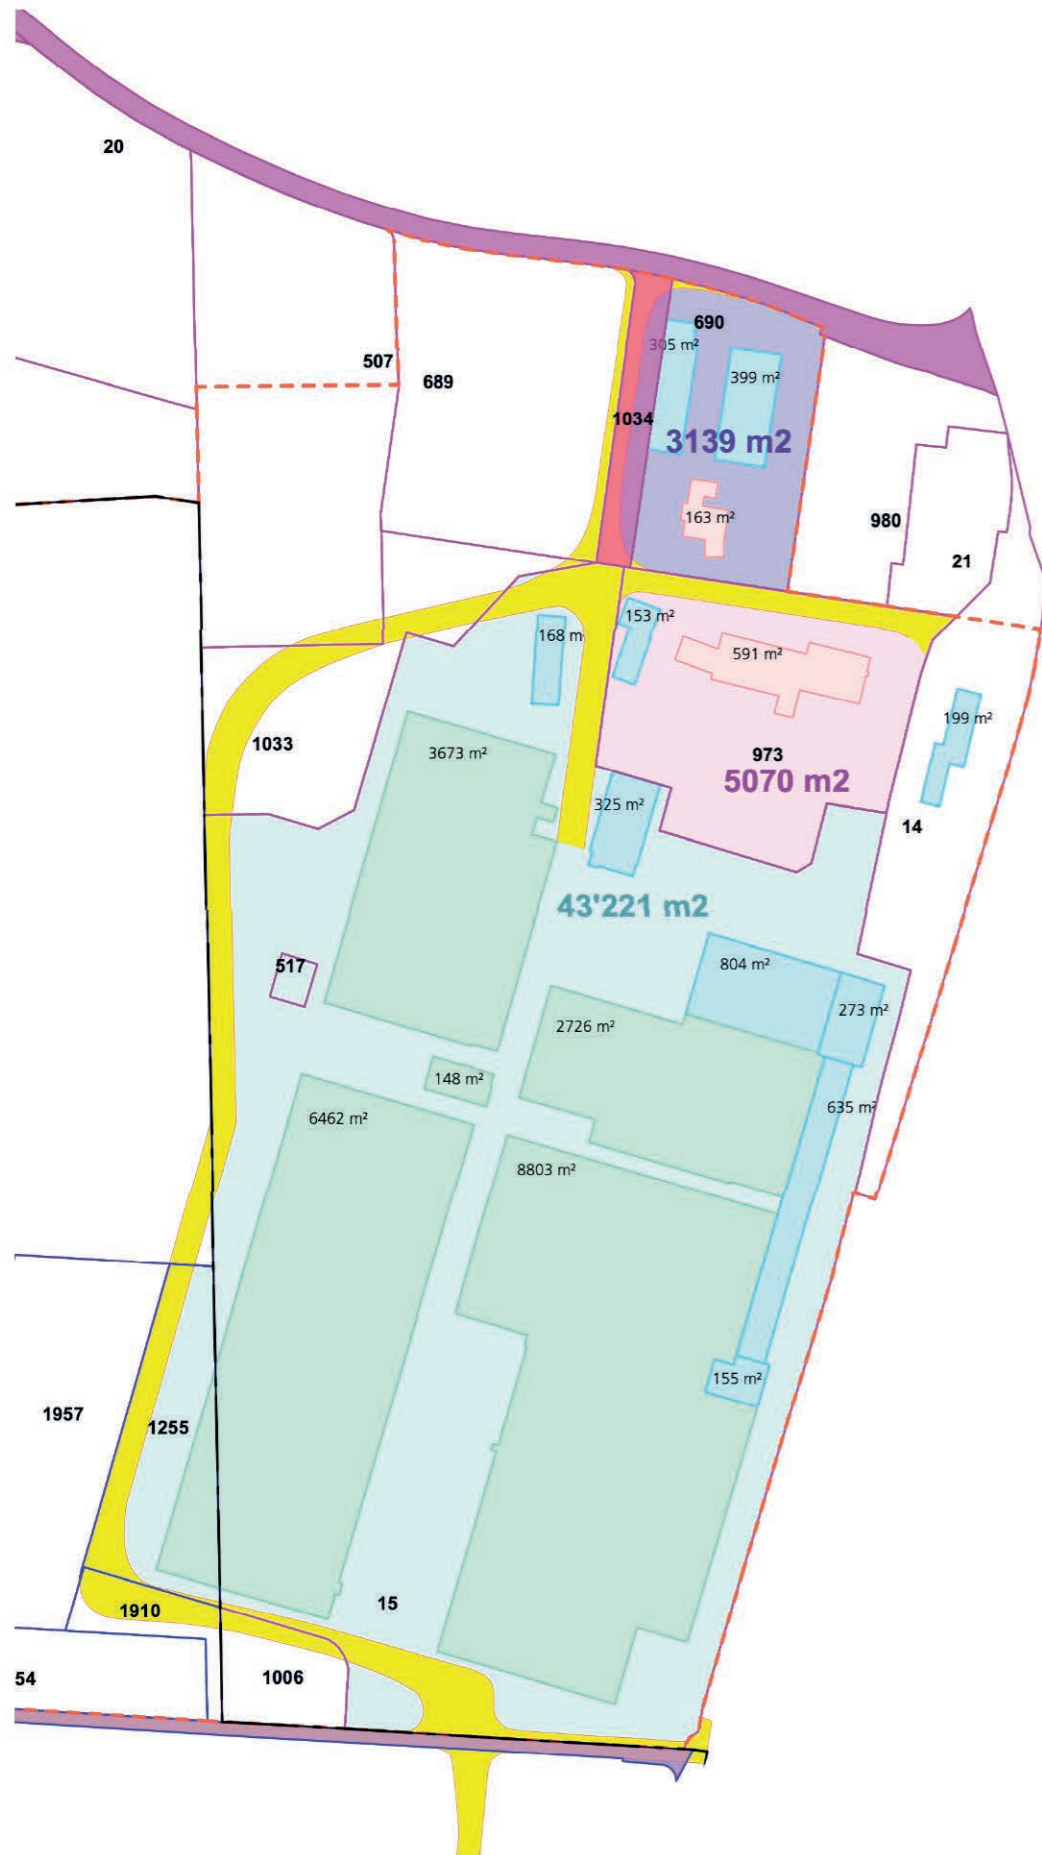 20
690
305 m²
507
689
399 m²
1034
3139 m2
163 m²
980
21
153 m²
168 m
591 m²
199 m²
1033
3673 m²
973
5070 m2
325 m²
14
43'221 m2
517
804 m²
273 m²
2726 m²
148 m²
635 m²
6462 m²
8803 m²
155 m²
1957
1255
15
1910
54
1006